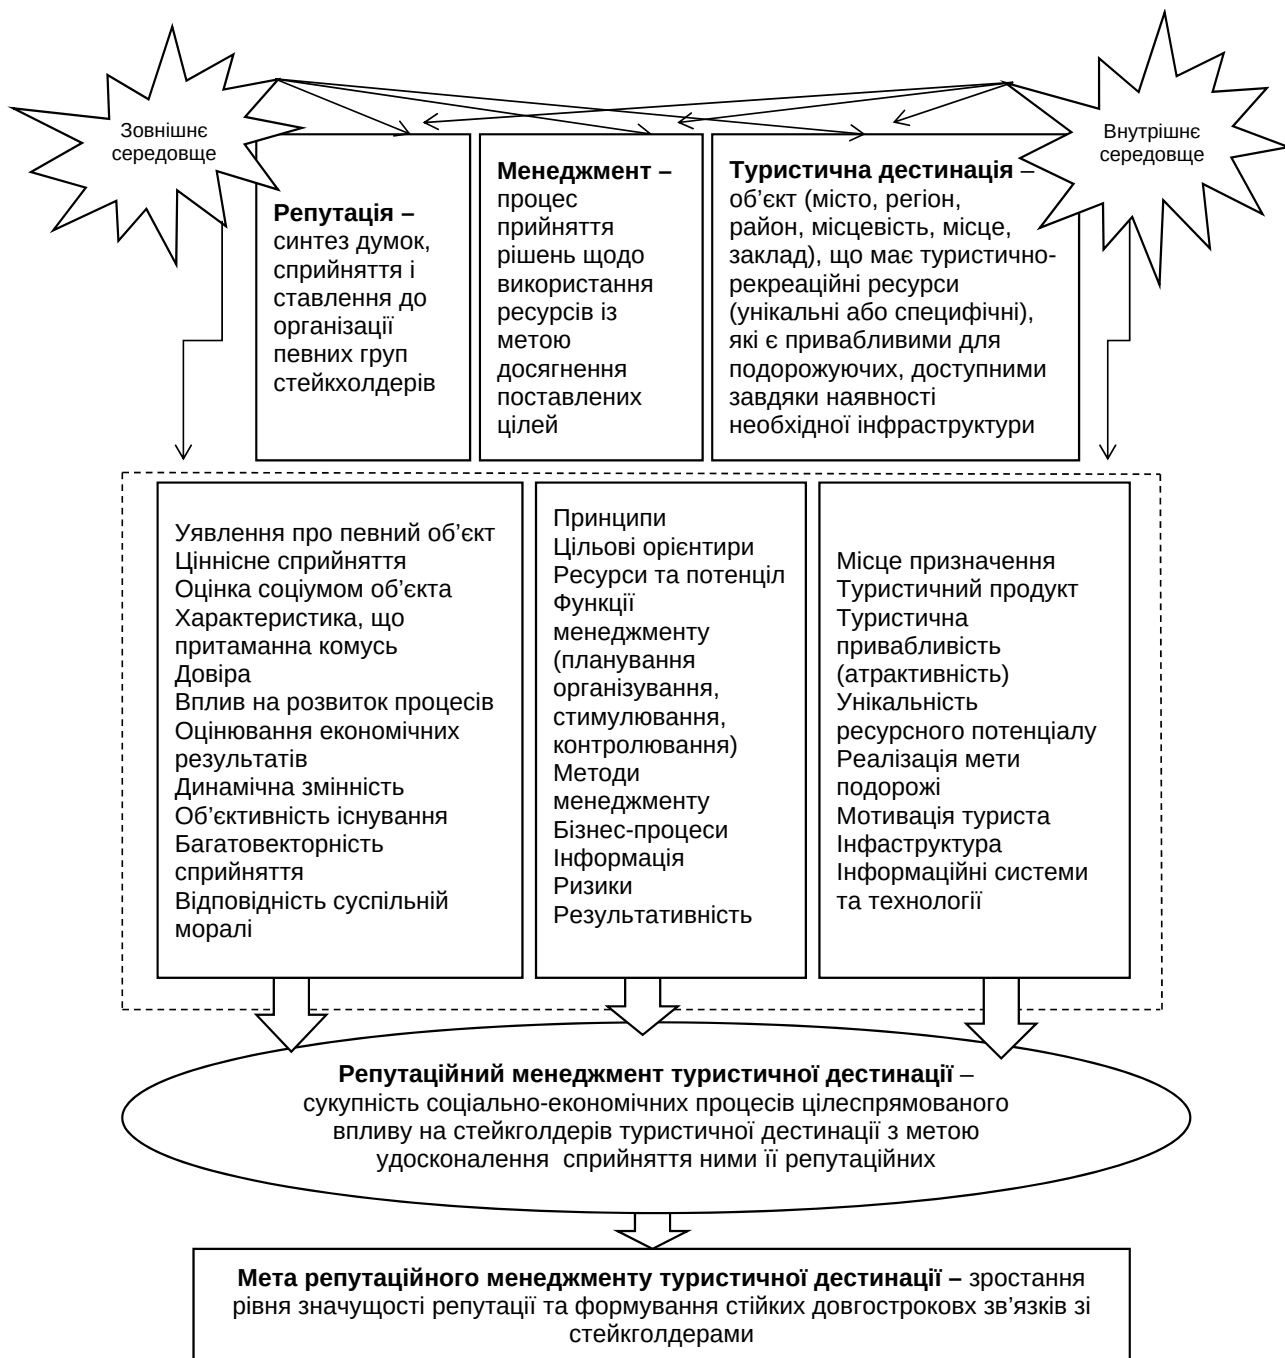 Зовнішнє
середовще
Внутрішнє
середовще
Репутація –
синтез думок,
сприйняття і
ставлення до
організації
певних груп
стейкхолдерів
Менеджмент –
процес
прийняття
рішень щодо
використання
ресурсів із
метою
досягнення
поставлених
цілей
Туристична дестинація –
об’єкт (місто, регіон,
район, місцевість, місце,
заклад), що має туристично-
рекреаційні ресурси
(унікальні або специфічні),
які є привабливими для
подорожуючих, доступними
завдяки наявності
необхідної інфраструктури
Уявлення про певний об’єкт
Ціннісне сприйняття
Оцінка соціумом об’єкта
Характеристика, що
притаманна комусь
Довіра
Вплив на розвиток процесів
Оцінювання економічних
результатів
Динамічна змінність
Об’єктивність існування
Багатовекторність
сприйняття
Відповідність суспільній
моралі
Принципи
Цільові орієнтири
Ресурси та потенціл
Функції
менеджменту
(планування
організування,
стимулювання,
контролювання)
Методи
менеджменту
Бізнес-процеси
Інформація
Ризики
Результативність
Місце призначення
Туристичний продукт
Туристична
привабливість
(атрактивність)
Унікальність
ресурсного потенціалу
Реалізація мети
подорожі
Мотивація туриста
Інфаструктура
Інформаційні системи
та технології
Репутаційний менеджмент туристичної дестинації –
сукупність соціально-економічних процесів цілеспрямованого
впливу на стейкголдерів туристичної дестинації з метою
удосконалення сприйняття ними її репутаційних
Мета репутаційного менеджменту туристичної дестинації – зростання
рівня значущості репутації та формування стійких довгостроковх зв’язків зі
стейкголдерами